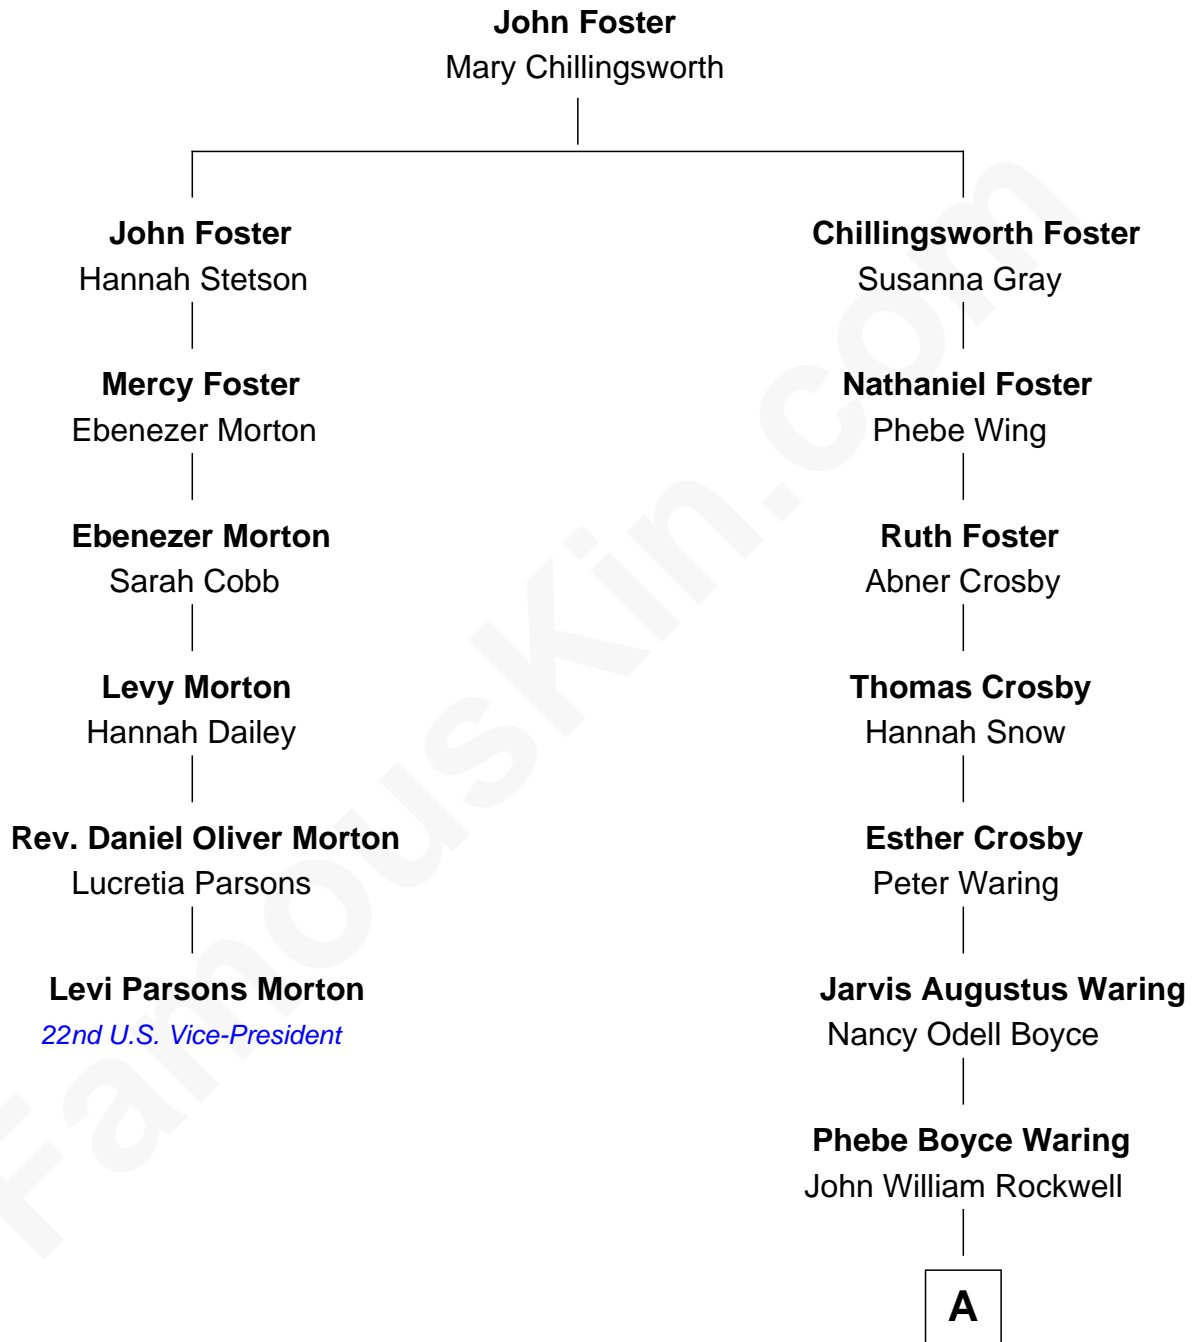 John Foster
Mary Chillingsworth
John Foster
Hannah Stetson
Mercy Foster
Ebenezer Morton
Ebenezer Morton
Sarah Cobb
Levy Morton
Hannah Dailey
Rev. Daniel Oliver Morton
Lucretia Parsons
Levi Parsons Morton
22nd U.S. Vice-President
Chillingsworth Foster
Susanna Gray
Nathaniel Foster
Phebe Wing
Ruth Foster
Abner Crosby
Thomas Crosby
Hannah Snow
Esther Crosby
Peter Waring
Jarvis Augustus Waring
Nancy Odell Boyce
Phebe Boyce Waring
John William Rockwell
A
FamousKin.com